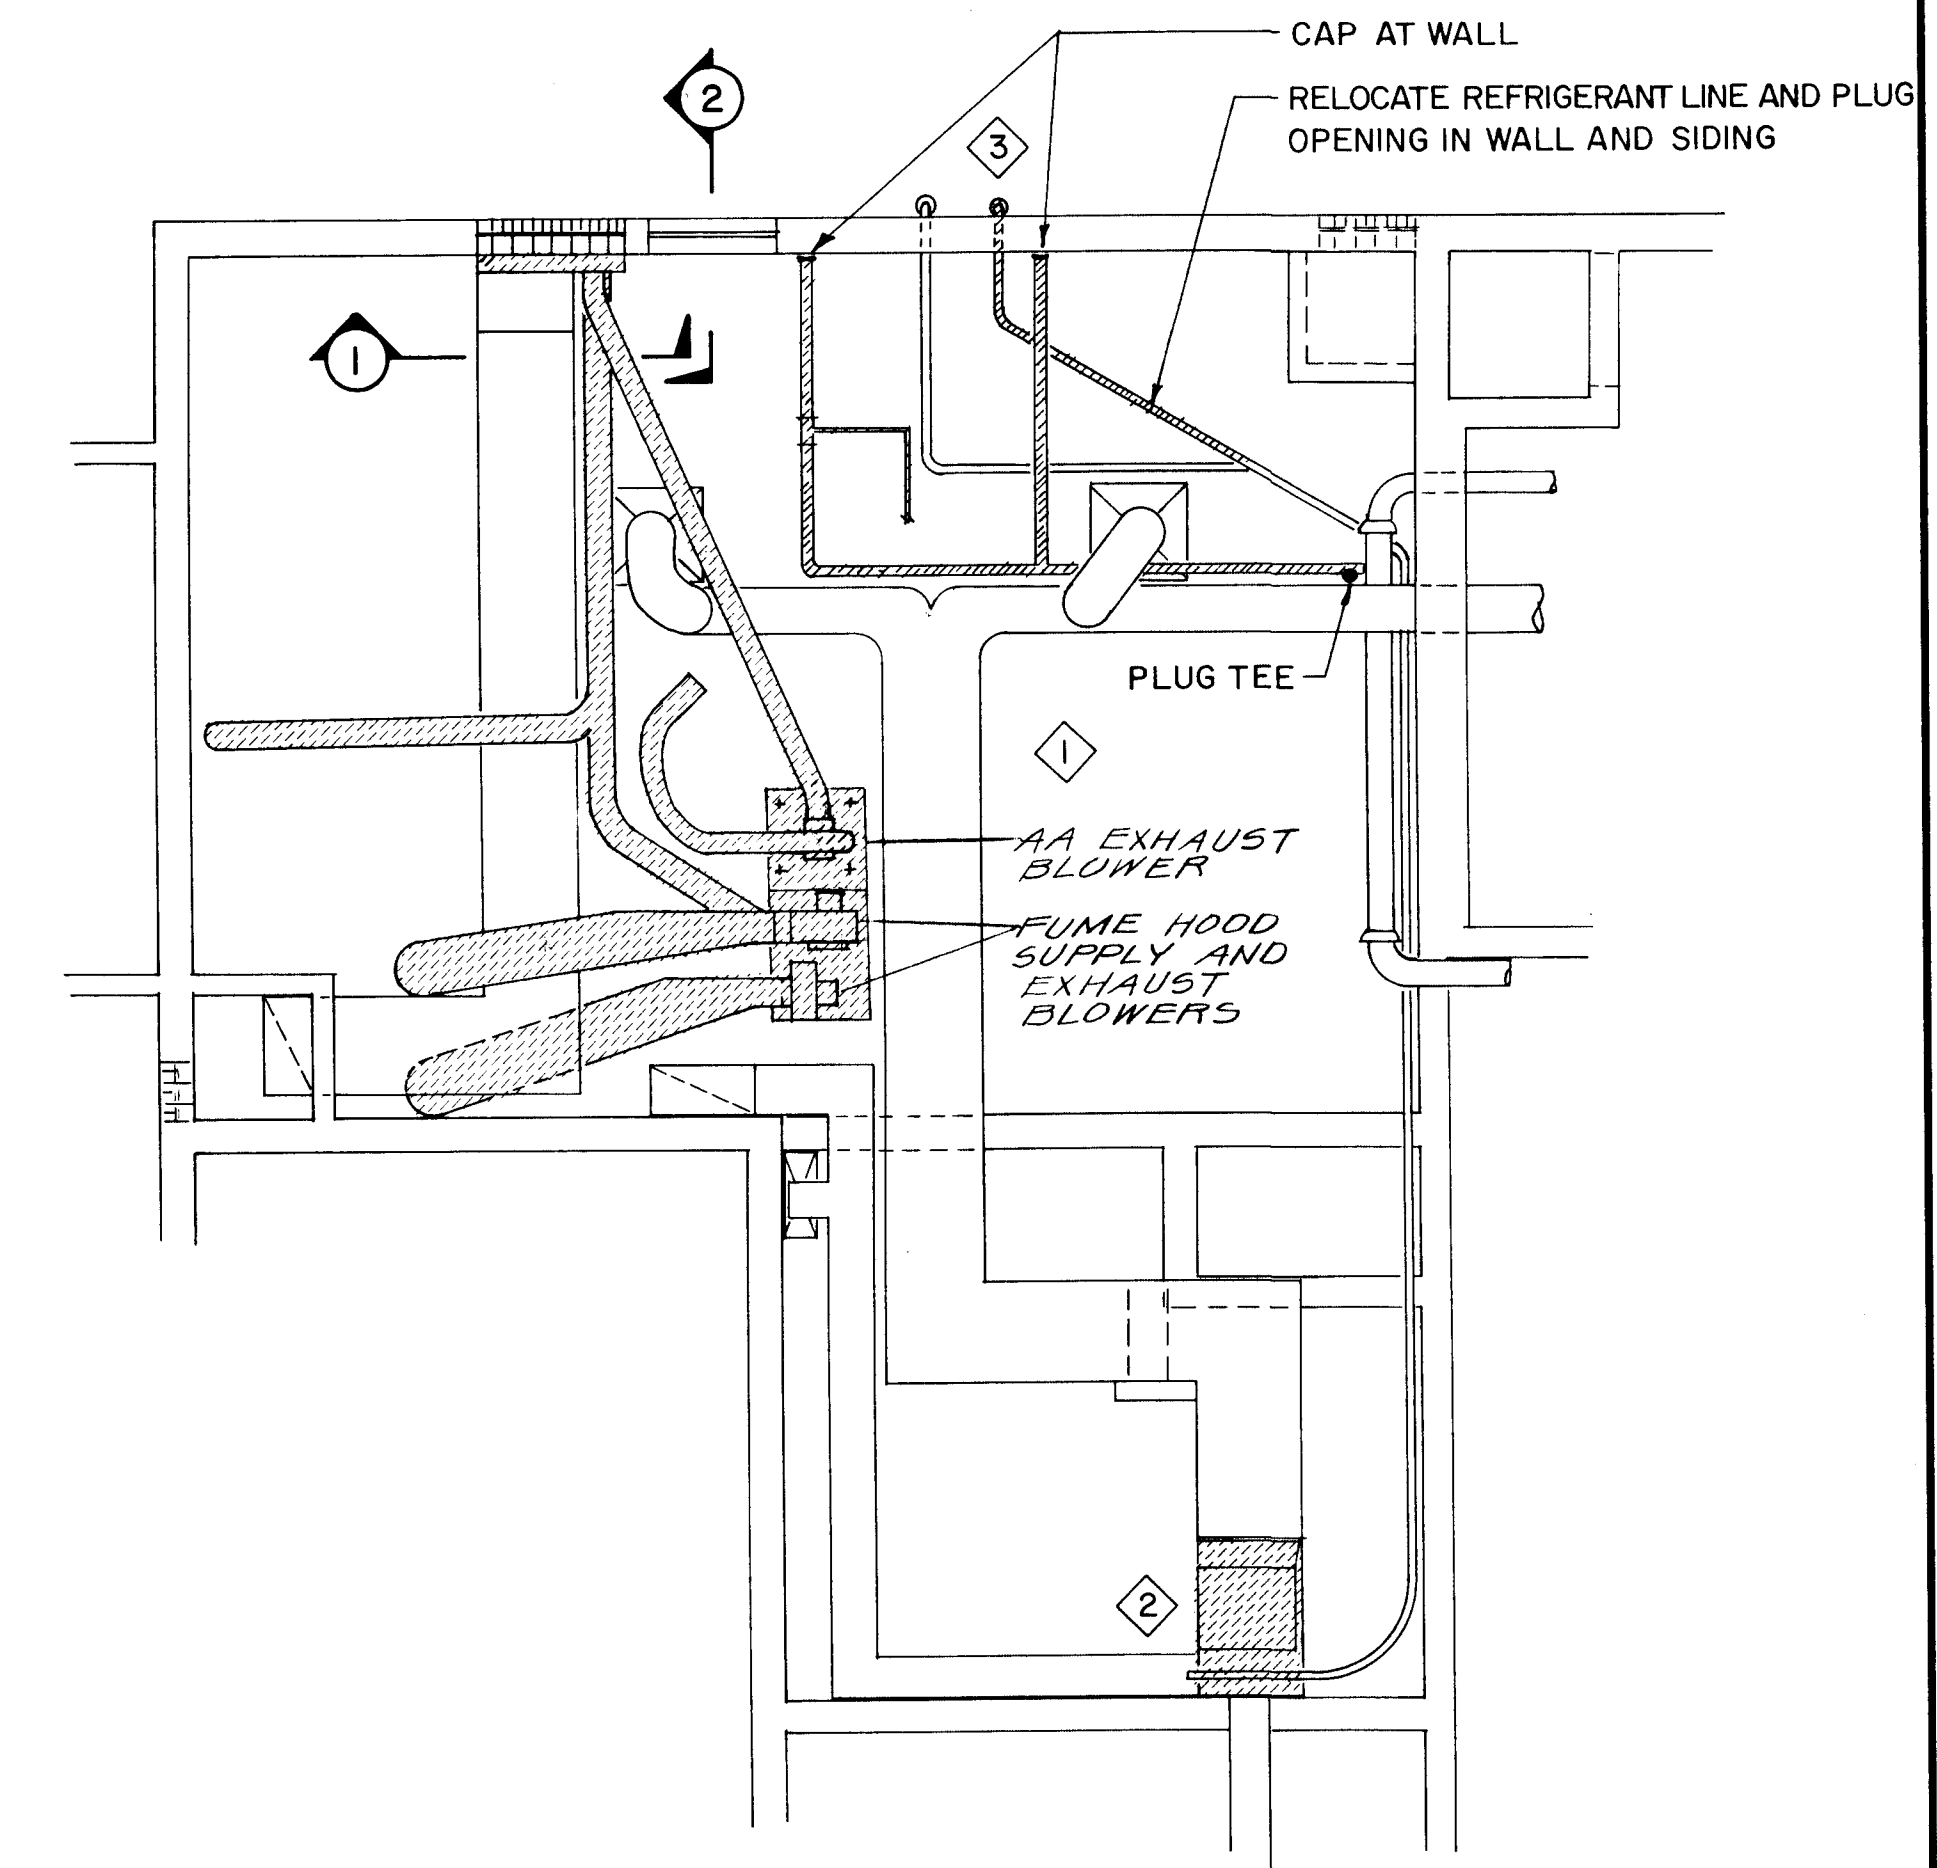 CAP AT WALL
2
RELOCATE REFRIGERANT LINE AND PLUG
OPENING IN WALL AND SIDING
3
1
PLUG TEE
1
AA EXHAUST
BLOWER
FUME HOOD
SUPPLY AND
EXHAUST
BLOWERS
2